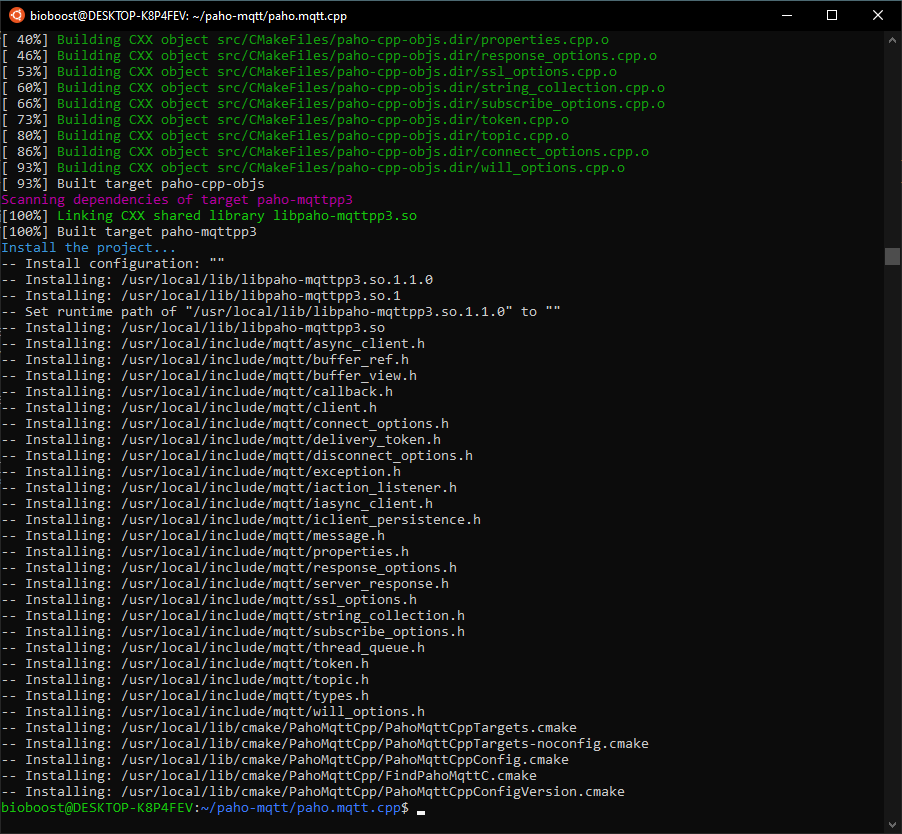 bioboost@DESKTOP-K8P4FEV: ~/paho-mqtt/paho.mqtt.cpp
[ 40%] Building CXX object src/CMakeFiles/paho-cpp-objs.dir/properties.cpp.o
[ 46%] Building CXX object src/CMakeFiles/paho-cpp-objs.dir/response_options.cpp.o
[ 53%] Building CXX object src/CMakeFiles/paho-cpp-objs.dir/ssl_options.cpp.o
[ 60%] Building CXX object src/CMakeFiles/paho-cpp-objs.dir/string_collection.cpp.o
[ 66%] Building CXX object src/CMakeFiles/paho-cpp-objs.dir/subscribe_options.cpp.o
[ 73%] Building CXX object src/CMakeFiles/paho-cpp-objs.dir/token.cpp.o
[ 80%] Building CXX object src/CMakeFiles/paho-cpp-objs.dir/topic.cpp.o
[ 86%] Building CXX object src/CMakeFiles/paho-cpp-objs.dir/connect_options.cpp.o
[ 93%] Building CXX object src/CMakeFiles/paho-cpp-objs.dir/will_options.cpp.o
[ 93%] Built target paho-cpp-objs
Scanning dependencies of target paho-mqttpp3
[100%] Linking CXX shared library libpaho-mqttpp3.so
[100%] Built target paho-mqttpp3
Install the project...
-- Install configuration: ""
-- Installing: /usr/local/lib/libpaho-mqttpp3.so.1.1.0
-- Installing: /usr/local/lib/libpaho-mqttpp3.so.1
-- Set runtime path of "/usr/local/lib/libpaho-mqttpp3.so.1.1.0" to ""
-- Installing: /usr/local/lib/libpaho-mqttpp3.so
-- Installing: /usr/local/include/mqtt/async_client.h
-- Installing: /usr/local/include/mqtt/buffer_ref.h
-- Installing: /usr/local/include/mqtt/buffer_view.h
-- Installing: /usr/local/include/mqtt/callback.h
-- Installing: /usr/local/include/mqtt/client.h
-- Installing: /usr/local/include/mqtt/connect_options.h
-- Installing: /usr/local/include/mqtt/delivery_token.h
-- Installing: /usr/local/include/mqtt/disconnect_options.h
-- Installing: /usr/local/include/mqtt/exception.h
-- Installing: /usr/local/include/mqtt/iaction_listener.h
-- Installing: /usr/local/include/mqtt/iasync_client.h
-- Installing: /usr/local/include/mqtt/iclient_persistence.h
-- Installing: /usr/local/include/mqtt/message.h
-- Installing: /usr/local/include/mqtt/properties.h
-- Installing: /usr/local/include/mqtt/response_options.h
-- Installing: /usr/local/include/mqtt/server_response.h
-- Installing: /usr/local/include/mqtt/ssl_options.h
-- Installing: /usr/local/include/mqtt/string_collection.h
-- Installing: /usr/local/include/mqtt/subscribe_options.h
-- Installing: /usr/local/include/mqtt/thread_queue.h
-- Installing: /usr/local/include/mqtt/token.h
-- Installing: /usr/local/include/mqtt/topic.h
-- Installing: /usr/local/include/mqtt/types.h
-- Installing: /usr/local/include/mqtt/will_options.h
-- Installing: /usr/local/lib/cmake/PahoMqttCpp/PahoMqttCppTargets.cmake
-- Installing: /usr/local/lib/cmake/PahoMqttCpp/PahoMqttCppTargets-noconfig.cmake
-- Installing: /usr/local/lib/cmake/PahoMqttCpp/PahoMqttCppConfig.cmake
-- Installing: /usr/local/lib/cmake/PahoMqttCpp/FindPahoMqttC.cmake
-- Installing: /usr/local/lib/cmake/PahoMqttCpp/PahoMqttCppConfigVersion.cmake
bioboost@DESKTOP-K8P4FEV:~/paho-mqtt/paho.mqtt.cpp$